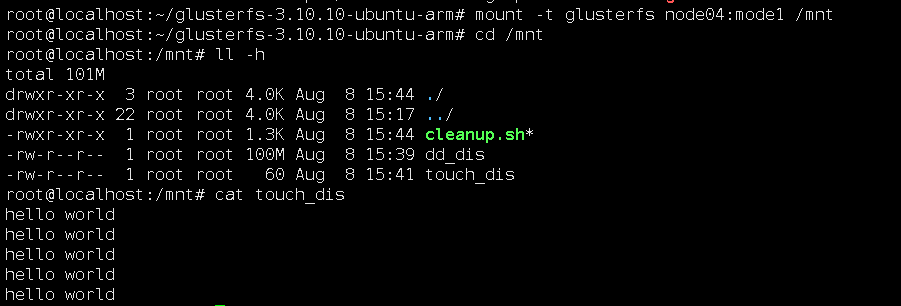 root@localhost:~/glusterfs-3.10.10-ubuntu-arm# mount -t glusterfs node04:mode1 /mnt
root@localhost:~/glusterfs-3.10.10-ubuntu-arm# cd /mnt
root@localhost:/mnt# ll -h
total 101M
drwxr-xr-x  3 root root 4.0K Aug  8 15:44 ./
drwxr-xr-x 22 root root 4.0K Aug  8 15:17 ../
-rwxr-xr-x  1 root root 1.3K Aug  8 15:44 cleanup.sh*
-rw-r--r--  1 root root 100M Aug  8 15:39 dd_dis
-rw-r--r--  1 root root   60 Aug  8 15:41 touch_dis
root@localhost:/mnt# cat touch_dis
hello world
hello world
hello world
hello world
hello world